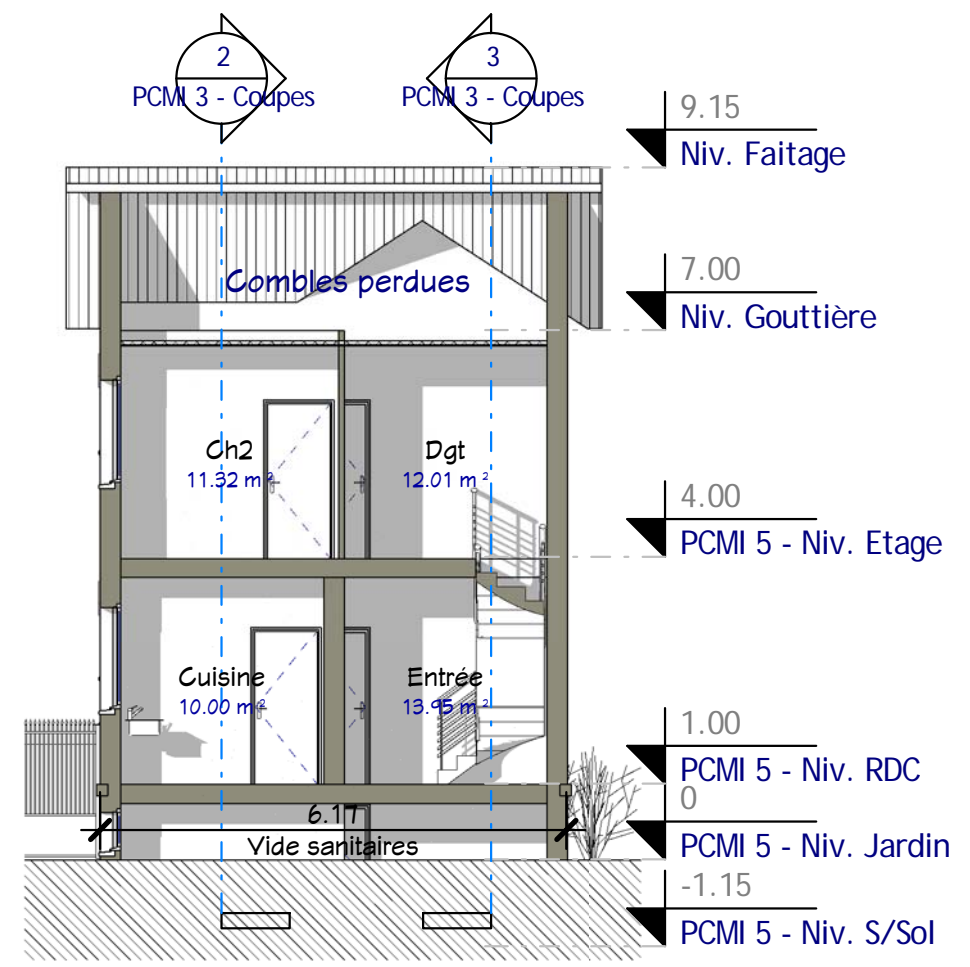 2
PCMI 3 - Coupes
3
PCMI 3 - Coupes
9.15
Niv. Faitage
Combles perdues
7.00
Niv. Gouttière
Ch2
11.32 m²
Dgt
12.01 m²
4.00
PCMI 5 - Niv. Etage
Cuisine
10.00 m²
Entrée
13.95 m²
1.00
PCMI 5 - Niv. RDC
0
PCMI 5 - Niv. Jardin
6.17
Vide sanitaires
-1.15
PCMI 5 - Niv. S/Sol